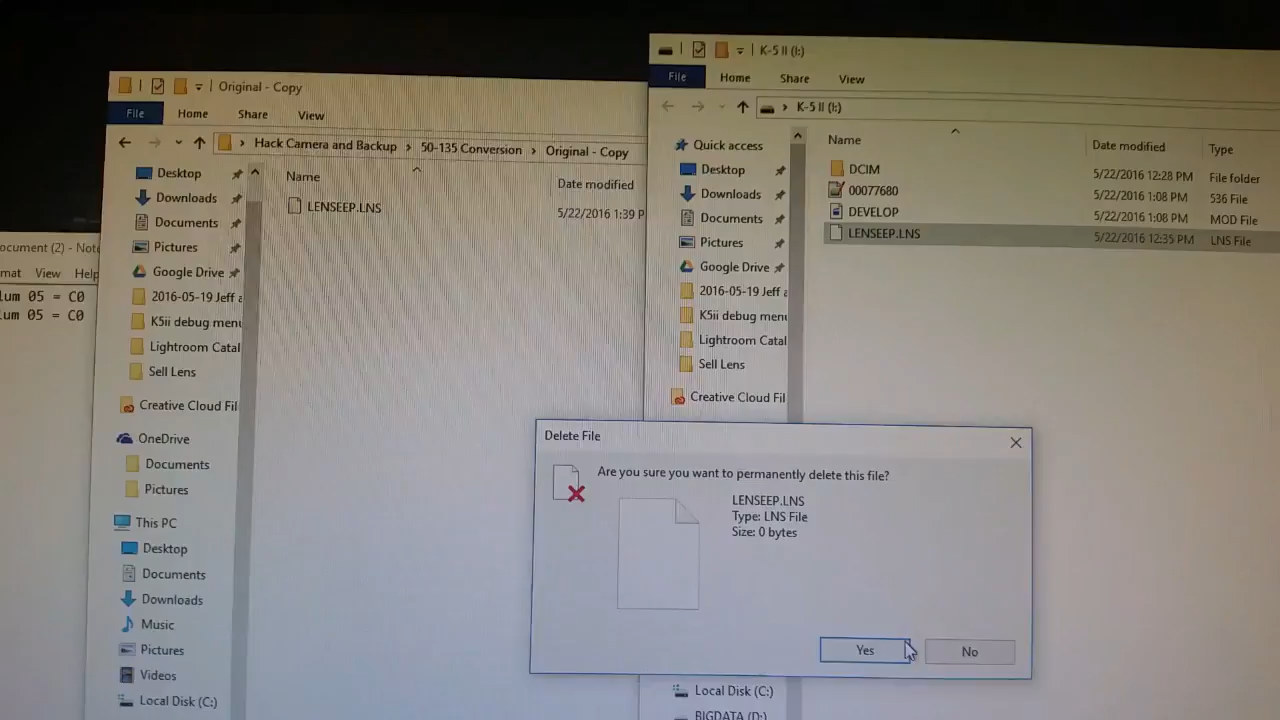 Original - Copy
File Home Share View
Hack Camera and Backup › 50-135 Conversion › Original - Copy
Name Date modified
LENSEEP.LNS 5/22/2016 1:39 P
Desktop
Downloads
Documents
Pictures
Google Drive
2016-05-19 Jeff a
K5ii debug menu
Lightroom Catal
Sell Lens
Creative Cloud Fil
OneDrive
Documents
Pictures
This PC
Desktop
Documents
Downloads
Music
Pictures
Videos
Local Disk (C:)
ocument (2) - Note
mat View Help
lum 05 = C0
lum 05 = C0
K-5 II (I:)
File Home Share View
› K-5 II (I:)
Quick access
Desktop
Downloads
Documents
Pictures
Google Drive
2016-05-19 Jeff a
K5ii debug menu
Lightroom Catal
Sell Lens
Creative Cloud Fil
Local Disk (C:)
BIGDATA (D:)
Name Date modified Type
DCIM 5/22/2016 12:28 PM File folder
00077680 5/22/2016 1:08 PM 536 File
DEVELOP 5/22/2016 1:08 PM MOD File
LENSEEP.LNS 5/22/2016 12:35 PM LNS File
Delete File
Are you sure you want to permanently delete this file?
LENSEEP.LNS
Type: LNS File
Size: 0 bytes
Yes No